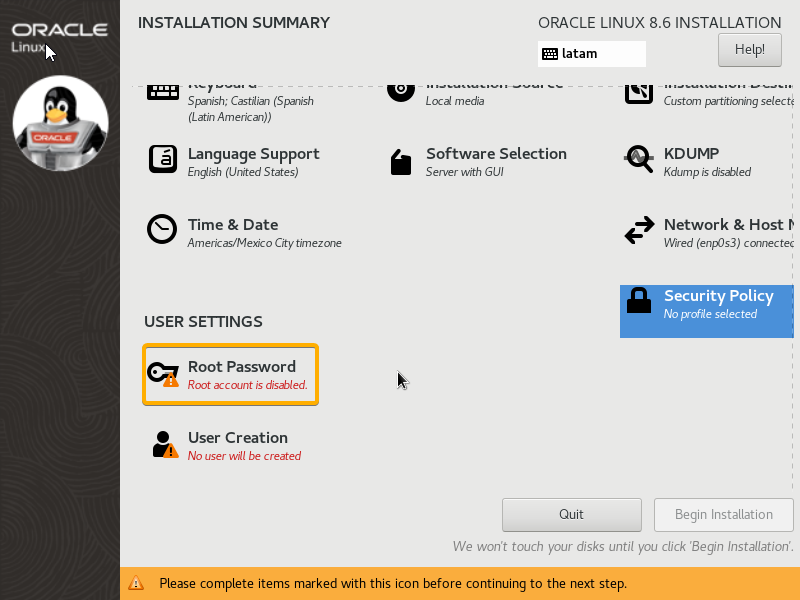 ORACLE
Linux
INSTALLATION SUMMARY
ORACLE LINUX 8.6 INSTALLATION
latam
Help!
Keyboard
Spanish; Castilian (Spanish
(Latin American))
Installation Source
Local media
Installation Desti
Custom partitioning selecte
Language Support
English (United States)
Software Selection
Server with GUI
KDUMP
Kdump is disabled
Time & Date
Americas/Mexico City timezone
Network & Host N
Wired (enp0s3) connected
Security Policy
No profile selected
USER SETTINGS
Root Password
Root account is disabled.
User Creation
No user will be created
Quit
Begin Installation
We won't touch your disks until you click 'Begin Installation'.
Please complete items marked with this icon before continuing to the next step.
ORACLE